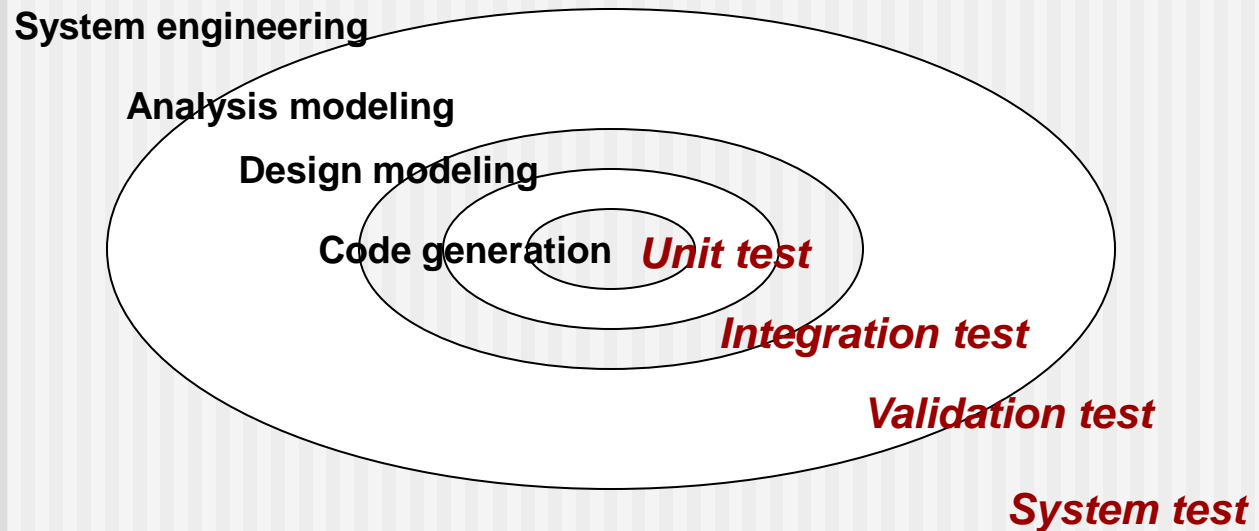 System engineering
Analysis modeling
Design modeling
Code generation
Unit test
Integration test
Validation test
System test